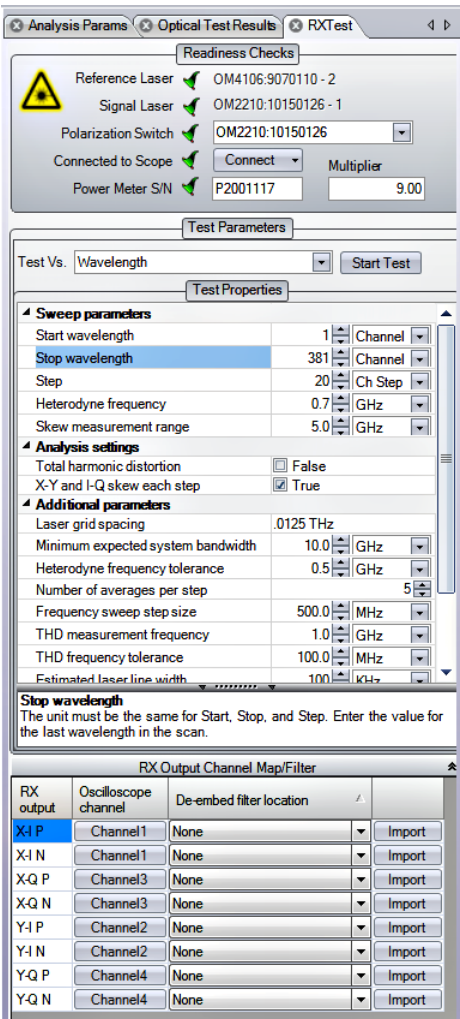 Analysis Params Optical Test Results RXTest
Readiness Checks
Reference Laser OM4106:9070110 - 2
Signal Laser OM2210:10150126 - 1
Polarization Switch OM2210:10150126
Connected to Scope Connect Multiplier
Power Meter S/N P2001117 9.00
Test Parameters
Test Vs. Wavelength Start Test
Test Properties
Sweep parameters
Start wavelength 1 Channel
Stop wavelength 381 Channel
Step 20 Ch Step
Heterodyne frequency 0.7 GHz
Skew measurement range 5.0 GHz
Analysis settings
Total harmonic distortion False
X-Y and I-Q skew each step True
Additional parameters
Laser grid spacing .0125 THz
Minimum expected system bandwidth 10.0 GHz
Heterodyne frequency tolerance 0.5 GHz
Number of averages per step 5
Frequency sweep step size 500.0 MHz
THD measurement frequency 1.0 GHz
THD frequency tolerance 100.0 MHz
Estimated laser line width 100 KHz
Stop wavelength
The unit must be the same for Start, Stop, and Step. Enter the value for
the last wavelength in the scan.
RX Output Channel Map/Filter
RX output Oscilloscope channel De-embed filter location
X-I P Channel1 None Import
X-I N Channel1 None Import
X-Q P Channel3 None Import
X-Q N Channel3 None Import
Y-I P Channel2 None Import
Y-I N Channel2 None Import
Y-Q P Channel4 None Import
Y-Q N Channel4 None Import